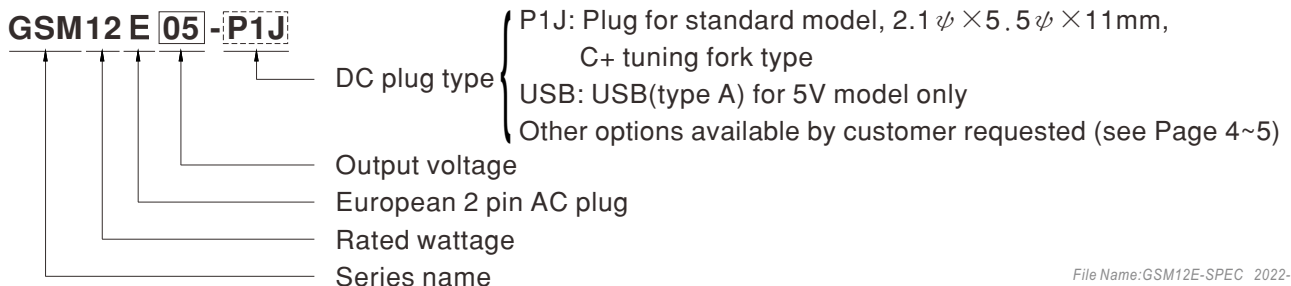 GSM12E05-P1J
DC plug type
P1J: Plug for standard model, 2.1ψ×5.5ψ×11mm,
C+ tuning fork type
USB: USB(type A) for 5V model only
Other options available by customer requested (see Page 4~5)
Output voltage
European 2 pin AC plug
Rated wattage
Series name
File Name:GSM12E-SPEC 2022-